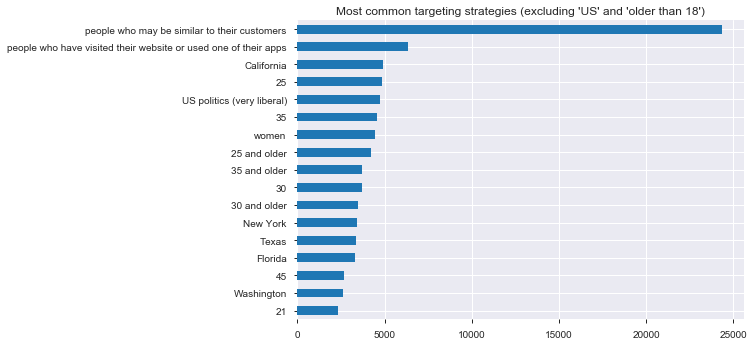 Most common targeting strategies (excluding 'US' and 'older than 18')
people who may be similar to their customers
people who have visited their website or used one of their apps
California
25
US politics (very liberal)
35
women
25 and older
35 and older
30
30 and older
New York
Texas
Florida
45
Washington
21
0 5000 10000 15000 20000 25000